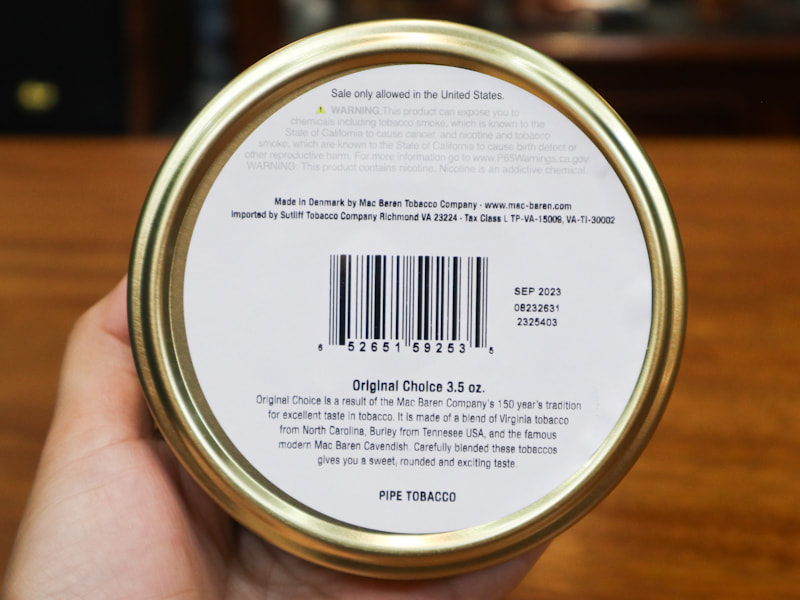 Sale only allowed in the United States.
⚠ WARNING:This product can expose you to
chemicals including tobacco smoke, which is known to the
State of California to cause cancer, and nicotine and tobacco
smoke, which are known to the State of California to cause birth defect or
other reproductive harm. For more information go to www.P65Warnings.ca.gov
WARNING: This product contains nicotine. Nicotine is an addictive chemical.
Made in Denmark by Mac Baren Tobacco Company - www.mac-baren.com
Imported by Sutliff Tobacco Company Richmond VA 23224 - Tax Class L TP-VA-15009, VA-TI-30002
SEP 2023
08232631
2325403
6 52651 59253 5
Original Choice 3.5 oz.
Original Choice is a result of the Mac Baren Company's 150 year's tradition
for excellent taste in tobacco. It is made of a blend of Virginia tobacco
from North Carolina, Burley from Tennesee USA, and the famous
modern Mac Baren Cavendish. Carefully blended these tobaccos
gives you a sweet, rounded and exciting taste
PIPE TOBACCO